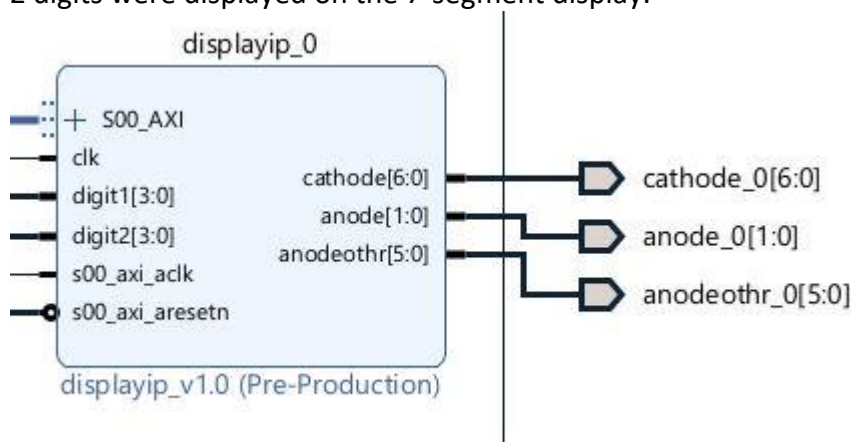 2 digits were displayed on the 7-segment display.
displayip_0
S00_AXI
clk
digit1[3:0]
digit2[3:0]
s00_axi_aclk
s00_axi_aresetn
cathode[6:0]
anode[1:0]
anodeothr[5:0]
cathode_0[6:0]
anode_0[1:0]
anodeothr_0[5:0]
displayip_v1.0 (Pre-Production)